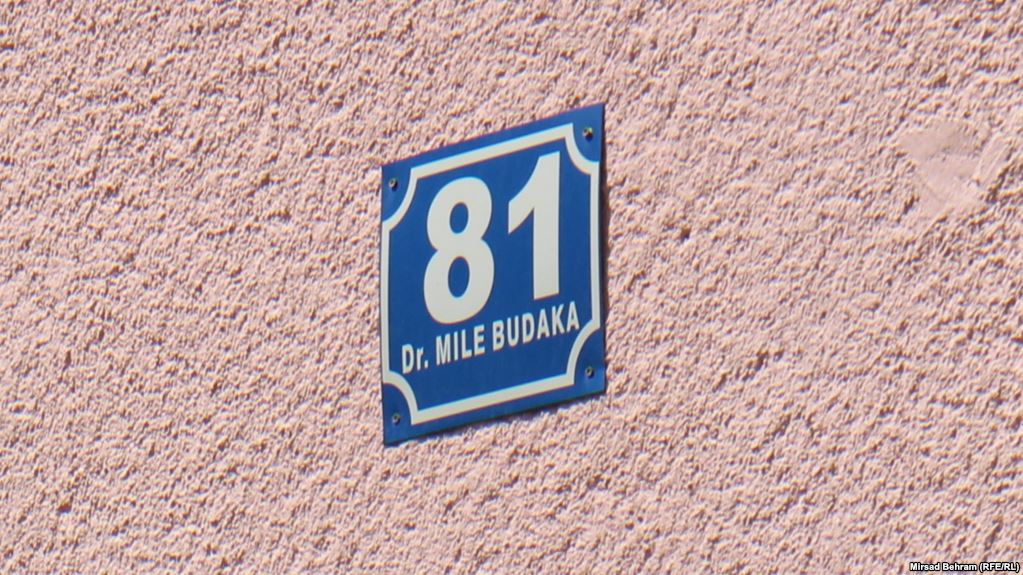 81
Dr. MILE BUDAKA
Mirsad Behram (RFE/RL)